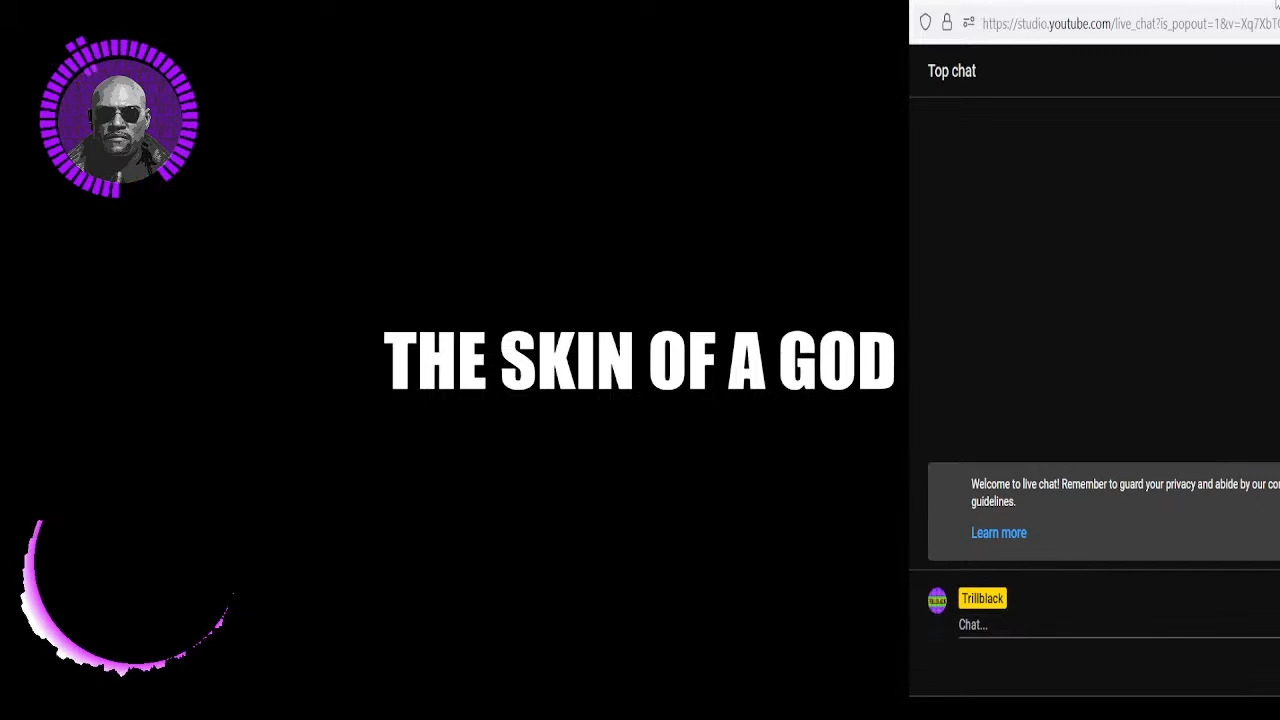 https://studio.youtube.com/live_chat?is_popout=1&v=Xq7XbT
Top chat
THE SKIN OF A GOD
Welcome to live chat! Remember to guard your privacy and abide by our
guidelines.
Learn more
Trillblack
Chat...